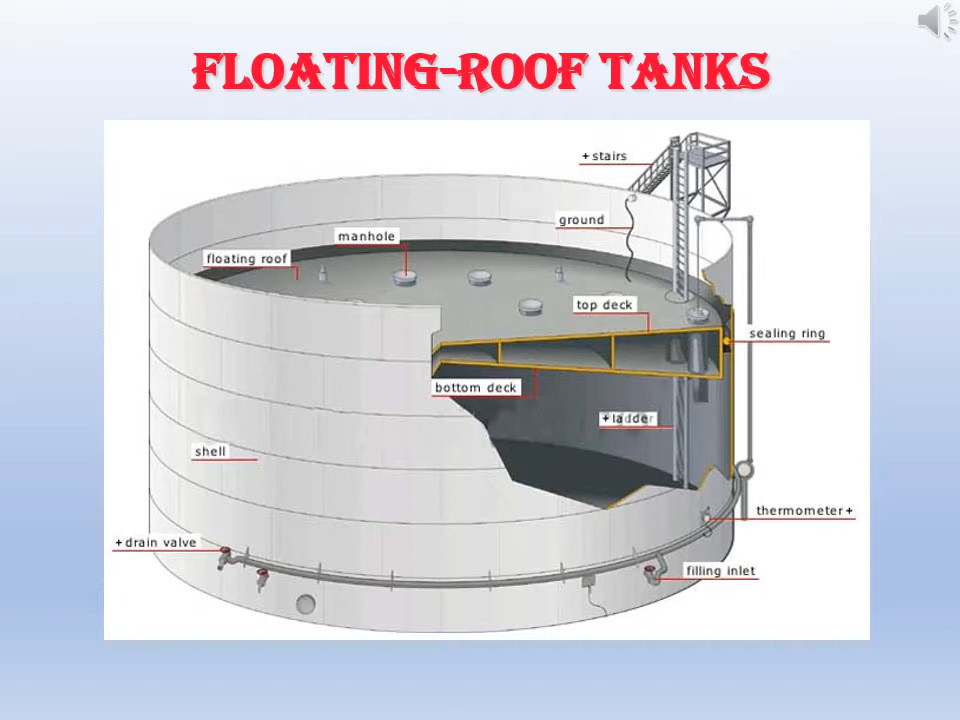 FLOATING-ROOF TANKS
+stairs
ground
manhole
floating roof
top deck
sealing ring
bottom deck
+ladder
shell
thermometer+
+drain valve
filling inlet